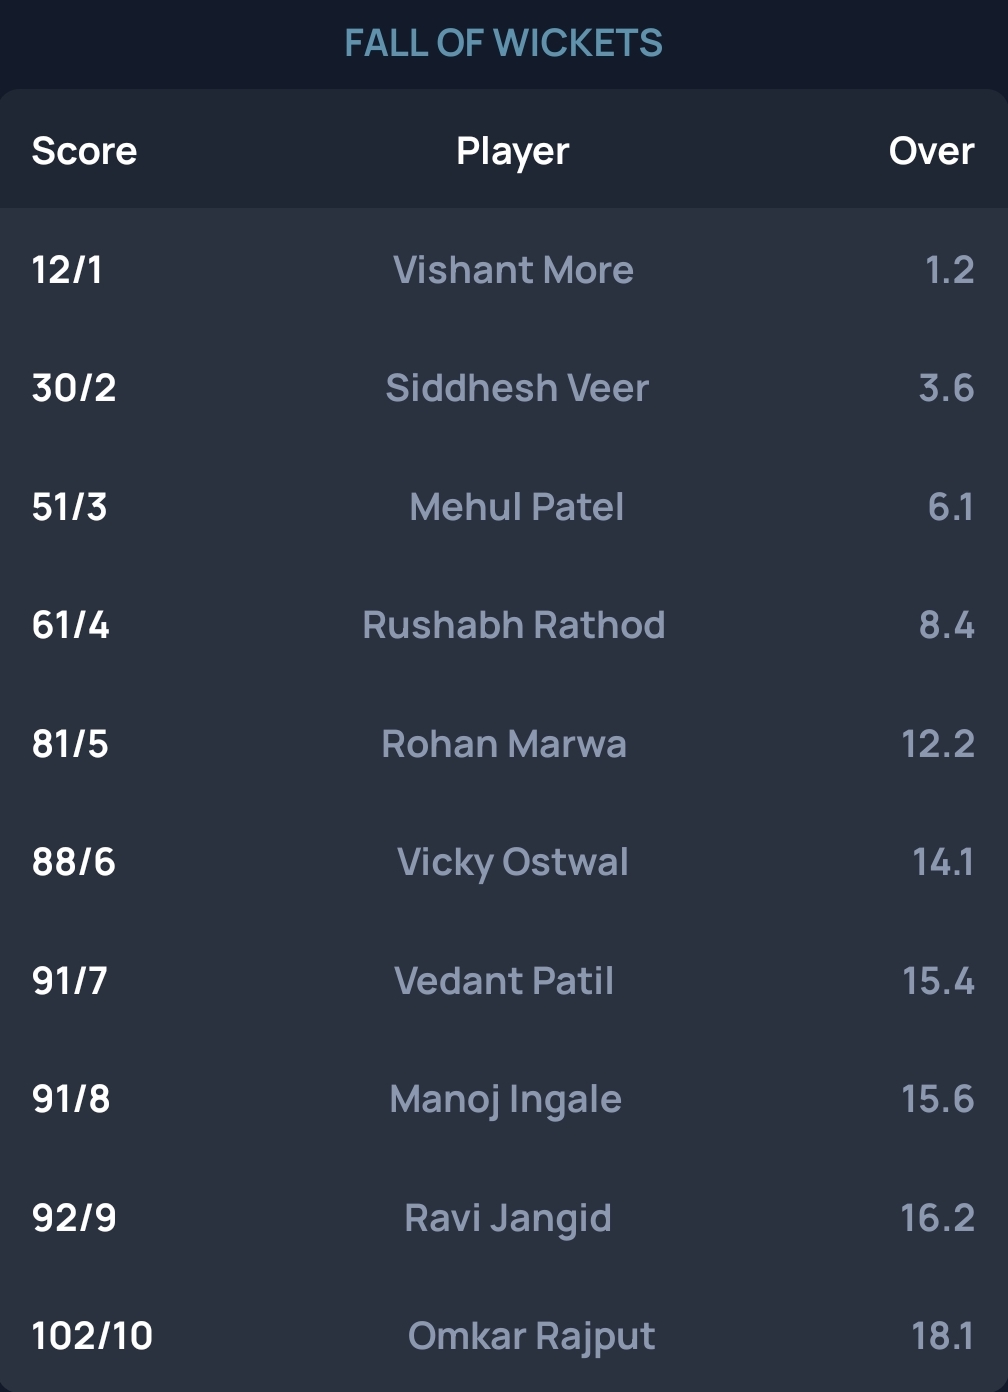 FALL OF WICKETS
Score Player Over
12/1 Vishant More 1.2
30/2 Siddhesh Veer 3.6
51/3 Mehul Patel 6.1
61/4 Rushabh Rathod 8.4
81/5 Rohan Marwa 12.2
88/6 Vicky Ostwal 14.1
91/7 Vedant Patil 15.4
91/8 Manoj Ingale 15.6
92/9 Ravi Jangid 16.2
102/10 Omkar Rajput 18.1